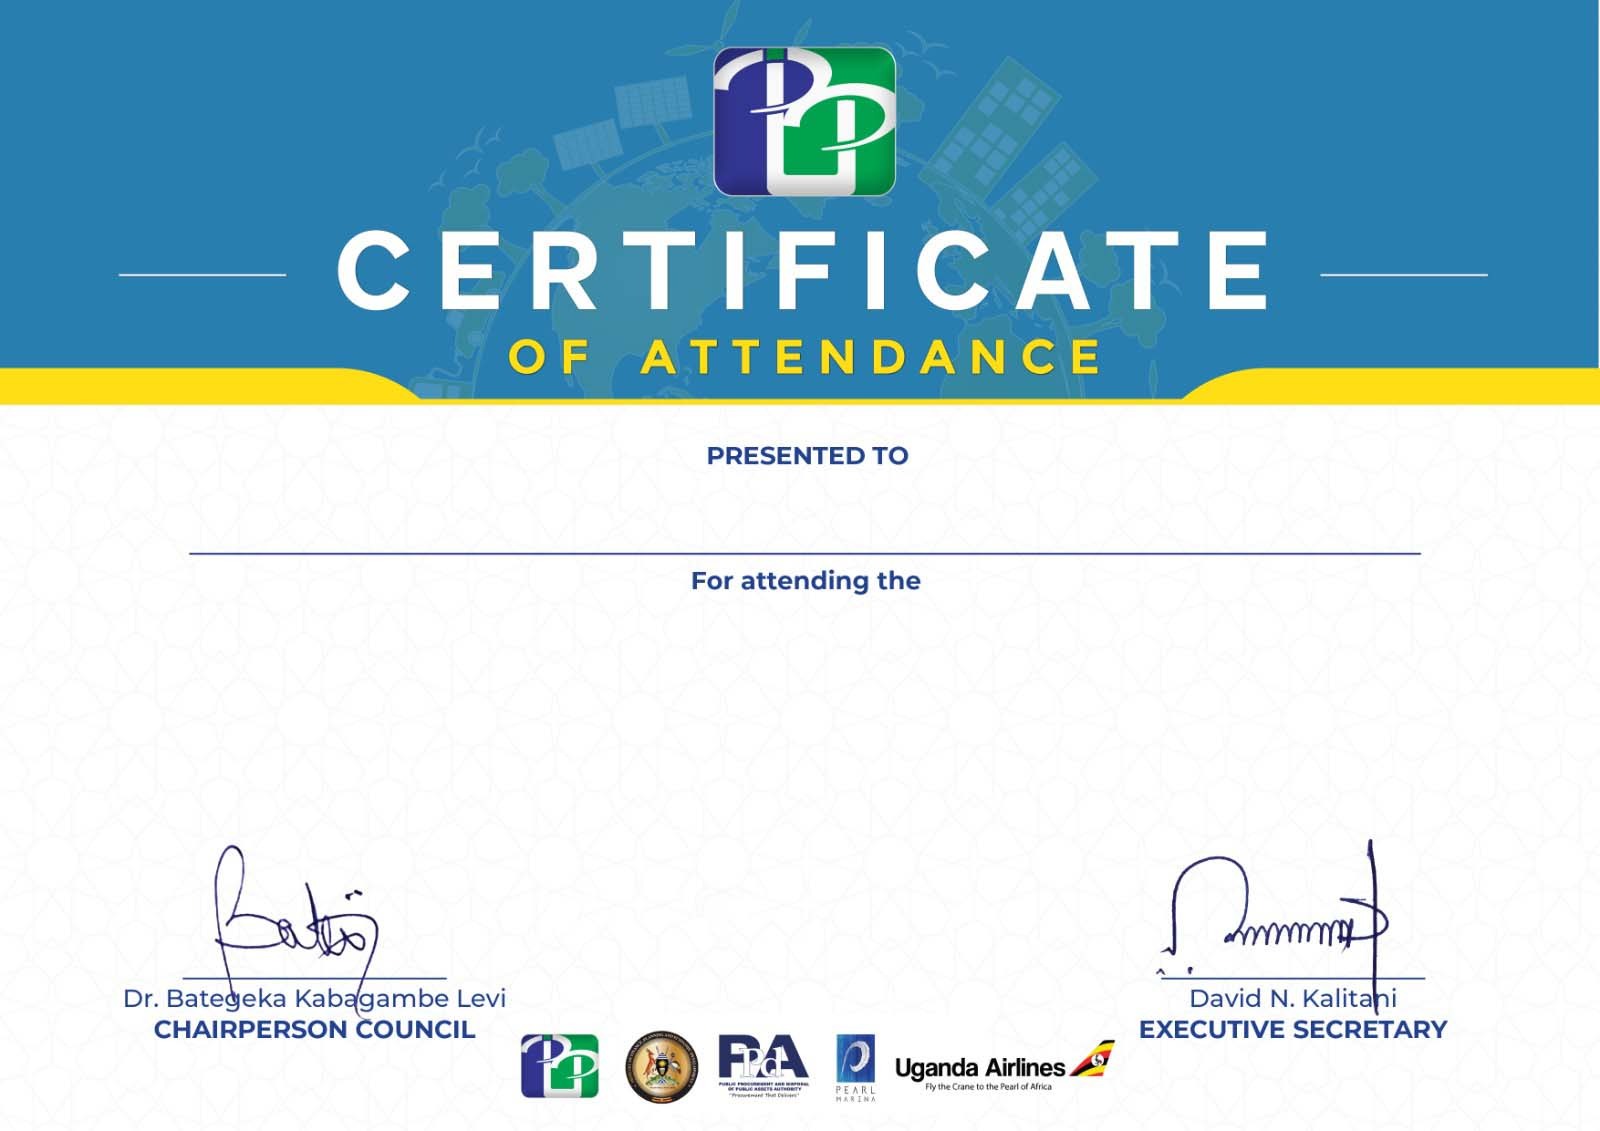 CERTIFICATE
OF ATTENDANCE
PRESENTED TO
For attending the
Dr. Bategeka Kabagambe Levi
CHAIRPERSON COUNCIL
David N. Kalitani
EXECUTIVE SECRETARY
PPdA
PUBLIC PROCUREMENT AND DISPOSAL
OF PUBLIC ASSETS AUTHORITY
"Procurement That Delivers"
PEARL
MARINA
Uganda Airlines
Fly the Crane to the Pearl of Africa